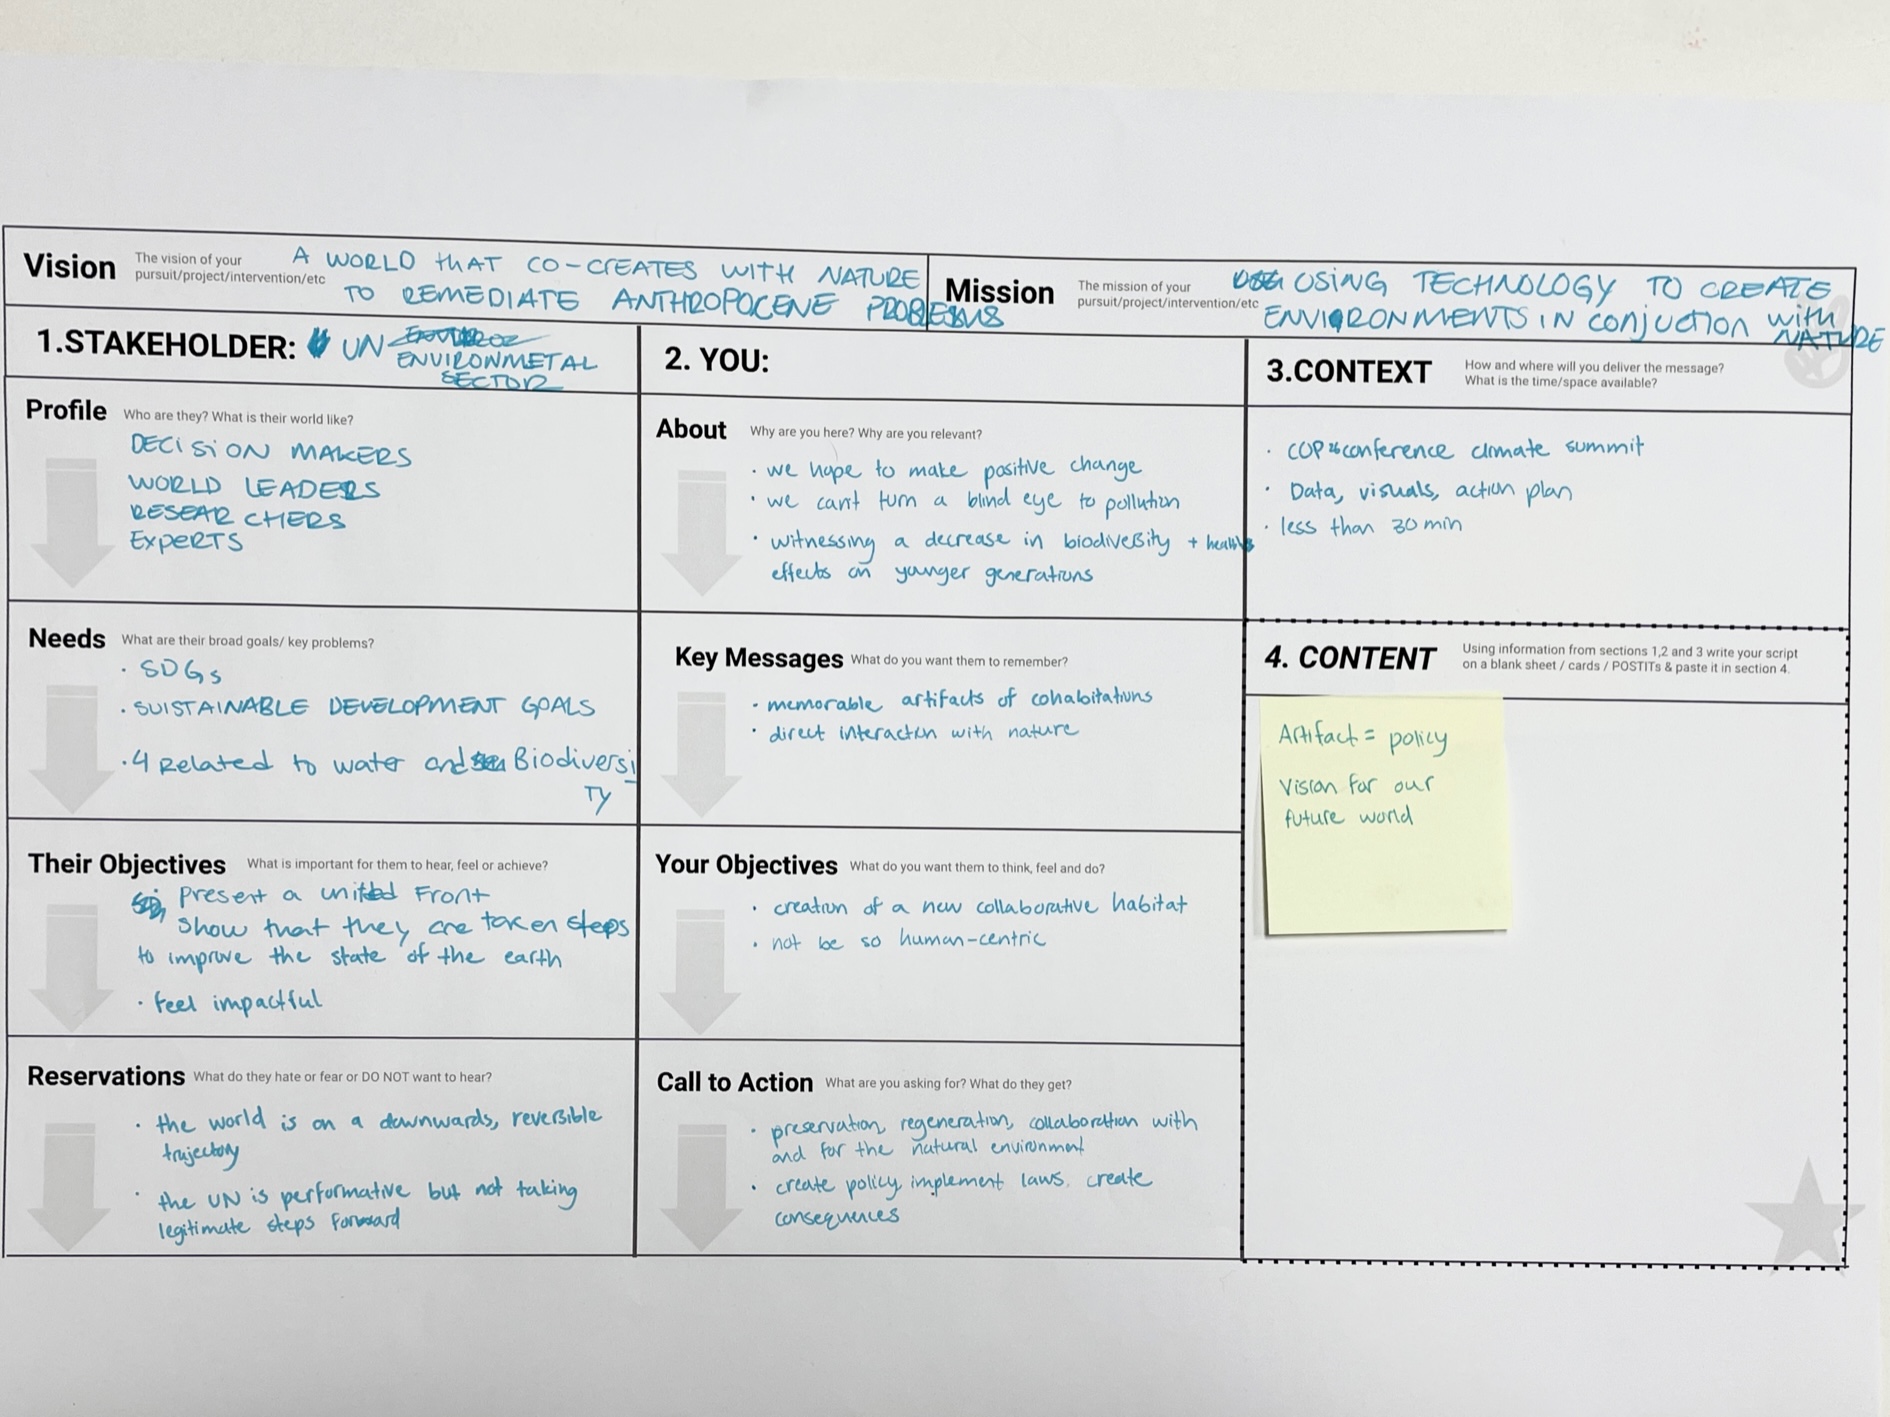 Vision The vision of your
pursuit/project/intervention/etc
A WORLD THAT CO-CREATES WITH NATURE
TO REMEDIATE ANTHROPOCENE PROBLEMS
Mission The mission of your
pursuit/project/intervention/etc
USING TECHNOLOGY TO CREATE
ENVIRONMENTS IN conjuction with
NATURE
1.STAKEHOLDER: UN
ENVIRONMETAL
SECTOR
Profile Who are they? What is their world like?
DECISION MAKERS
WORLD LEADERS
RESEARCHERS
EXPERTS
Needs What are their broad goals/ key problems?
· SDGs
· SUISTAINABLE DEVELOPMENT GOALS
· 4 Related to water and Biodiversi
TY
Their Objectives What is important for them to hear, feel or achieve?
present a united Front
show that they are taken steps
to improve the state of the earth
· feel impactful
Reservations What do they hate or fear or DO NOT want to hear?
· the world is on a downwards, reversible
trajectory
· the UN is performative but not taking
legitimate steps forward
2. YOU:
About Why are you here? Why are you relevant?
· we hope to make positive change
· we can't turn a blind eye to pollution
· witnessing a decrease in biodiversity + health
effects on younger generations
Key Messages What do you want them to remember?
· memorable artifacts of cohabitations
· direct interaction with nature
Your Objectives What do you want them to think, feel and do?
· creation of a new collaborative habitat
· not be so human-centric
Call to Action What are you asking for? What do they get?
· preservation, regeneration, collaboration with
and for the natural environment
· create policy, implement laws, create
consequences
3.CONTEXT How and where will you deliver the message?
What is the time/space available?
· COP conference climate summit
· Data, visuals, action plan
· less than 30 min
4. CONTENT Using information from sections 1,2 and 3 write your script
on a blank sheet / cards / POSTITs & paste it in section 4.
Artifact = policy
Vision for our
future world